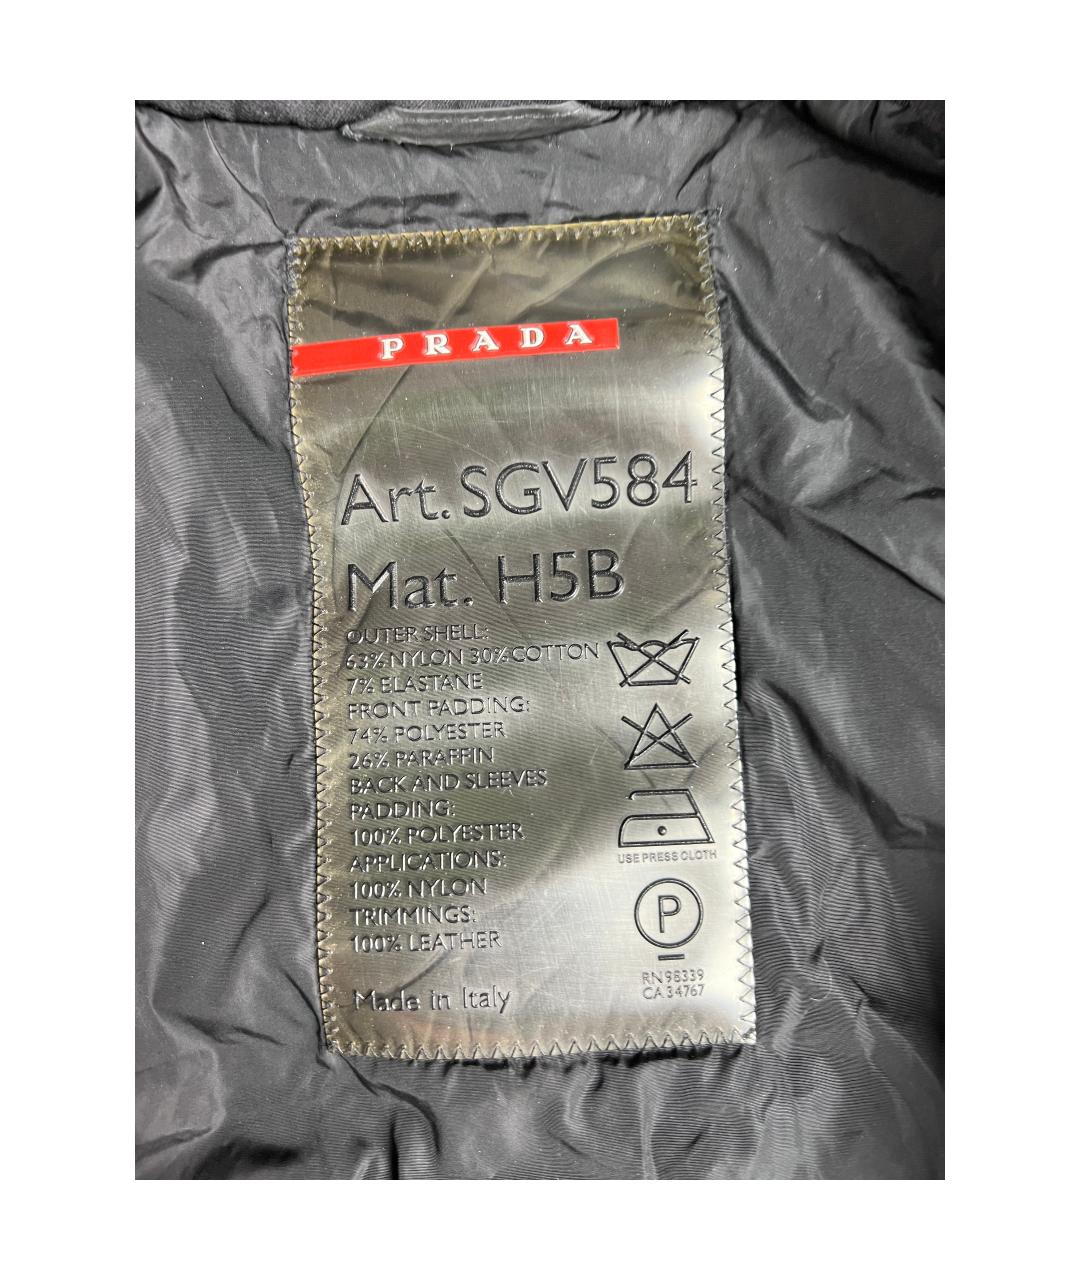 PRADA
Art. SGV584
Mat. H5B
OUTER SHELL:
63% NYLON 30% COTTON
7% ELASTANE
FRONT PADDING:
74% POLYESTER
26% PARAFFIN
BACK AND SLEEVES
PADDING:
100% POLYESTER
APPLICATIONS:
100% NYLON
TRIMMINGS:
100% LEATHER
Made in Italy
USE PRESS CLOTH
P
RN 98339
CA 34767